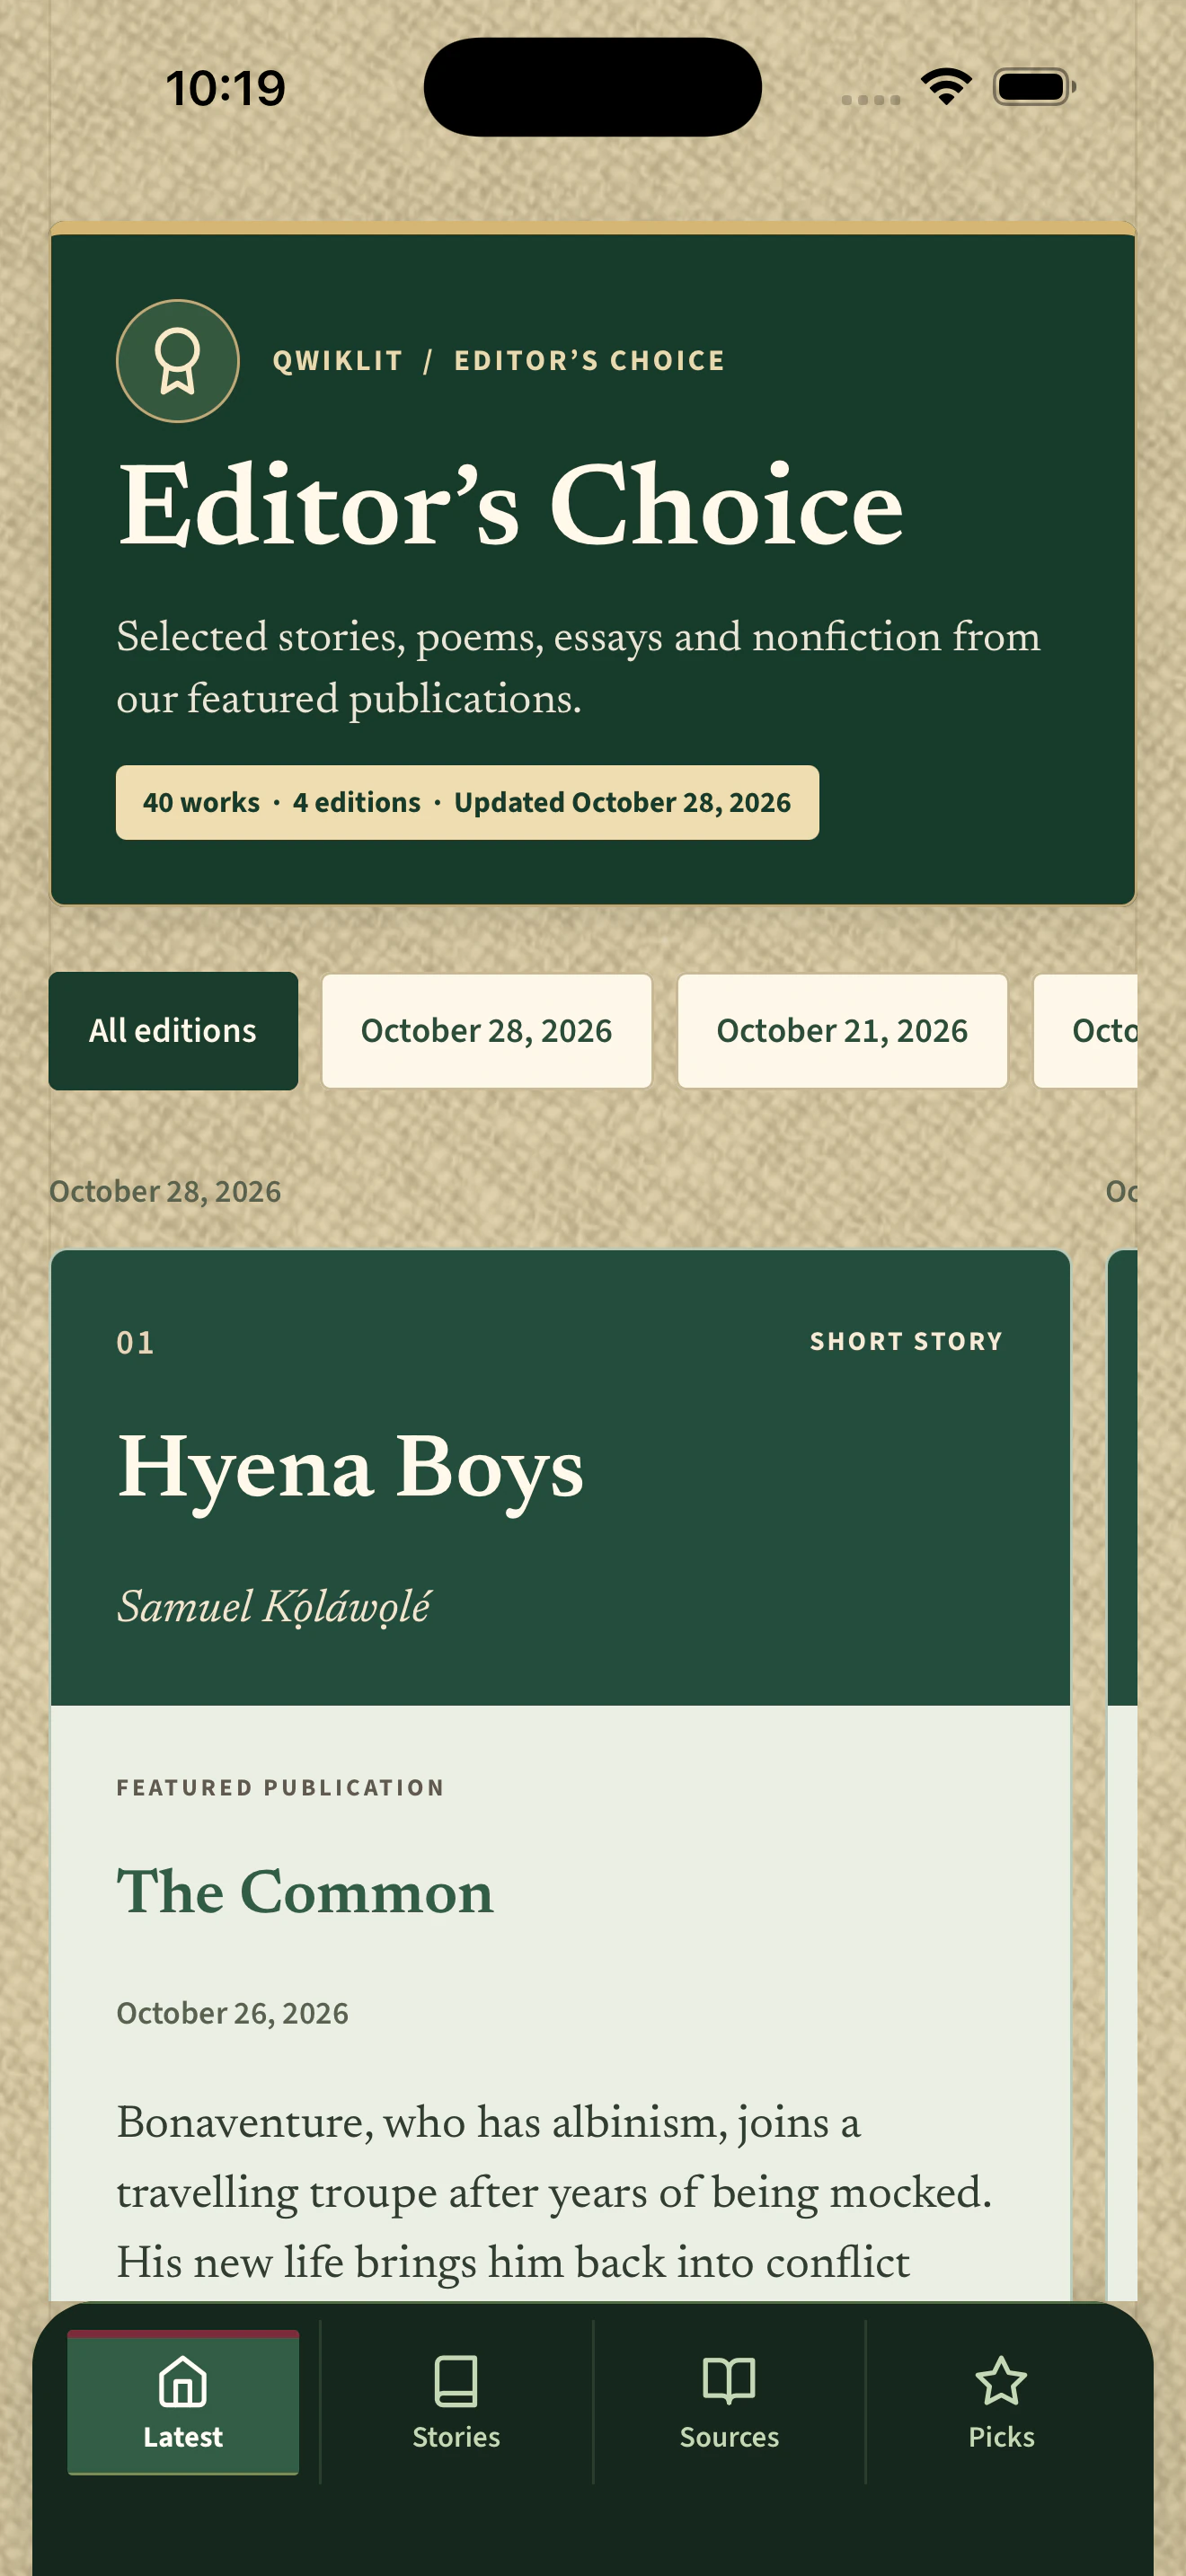 10:19
QWIKLIT / EDITOR’S CHOICE
Editor’s Choice
Selected stories, poems, essays and nonfiction from
our featured publications.
40 works · 4 editions · Updated October 28, 2026
All editions
October 28, 2026
October 21, 2026
October 28, 2026
01
SHORT STORY
Hyena Boys
Samuel Kọ́láwọlé
FEATURED PUBLICATION
The Common
October 26, 2026
Bonaventure, who has albinism, joins a
travelling troupe after years of being mocked.
His new life brings him back into conflict
Latest
Stories
Sources
Picks